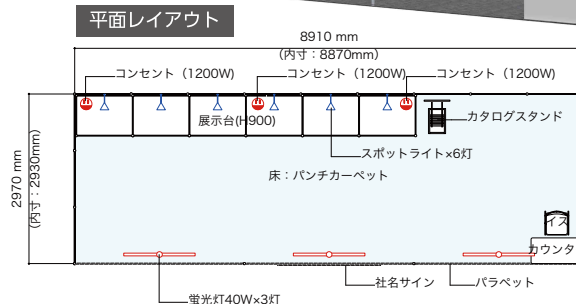 平面レイアウト
8910 mm
（内寸：8870mm）
コンセント（1200W）
コンセント（1200W）
コンセント（1200W）
展示台(H900)
カタログスタンド
スポットライト×6灯
床：パンチカーペット
2970 mm
（内寸：2930mm）
イス
カウンタ
社名サイン
パラペット
蛍光灯40W×3灯